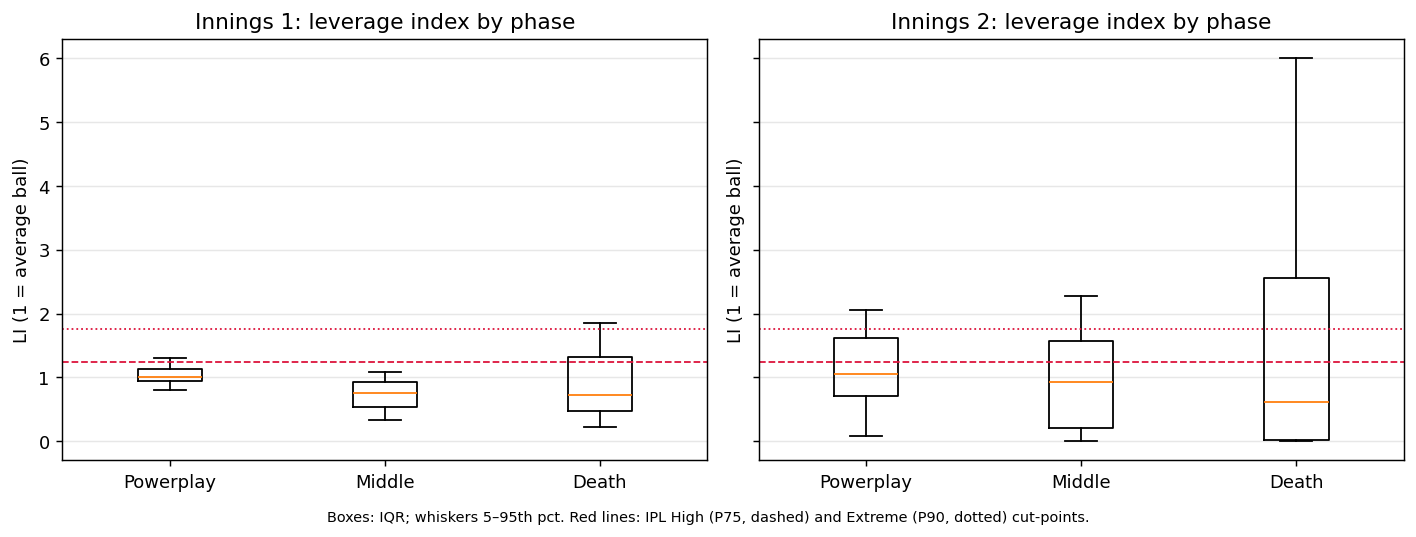 Innings 1: leverage index by phase
LI (1 = average ball)
6
5
4
3
2
1
0
Powerplay
Middle
Death
Innings 2: leverage index by phase
LI (1 = average ball)
Powerplay
Middle
Death
Boxes: IQR; whiskers 5–95th pct. Red lines: IPL High (P75, dashed) and Extreme (P90, dotted) cut-points.